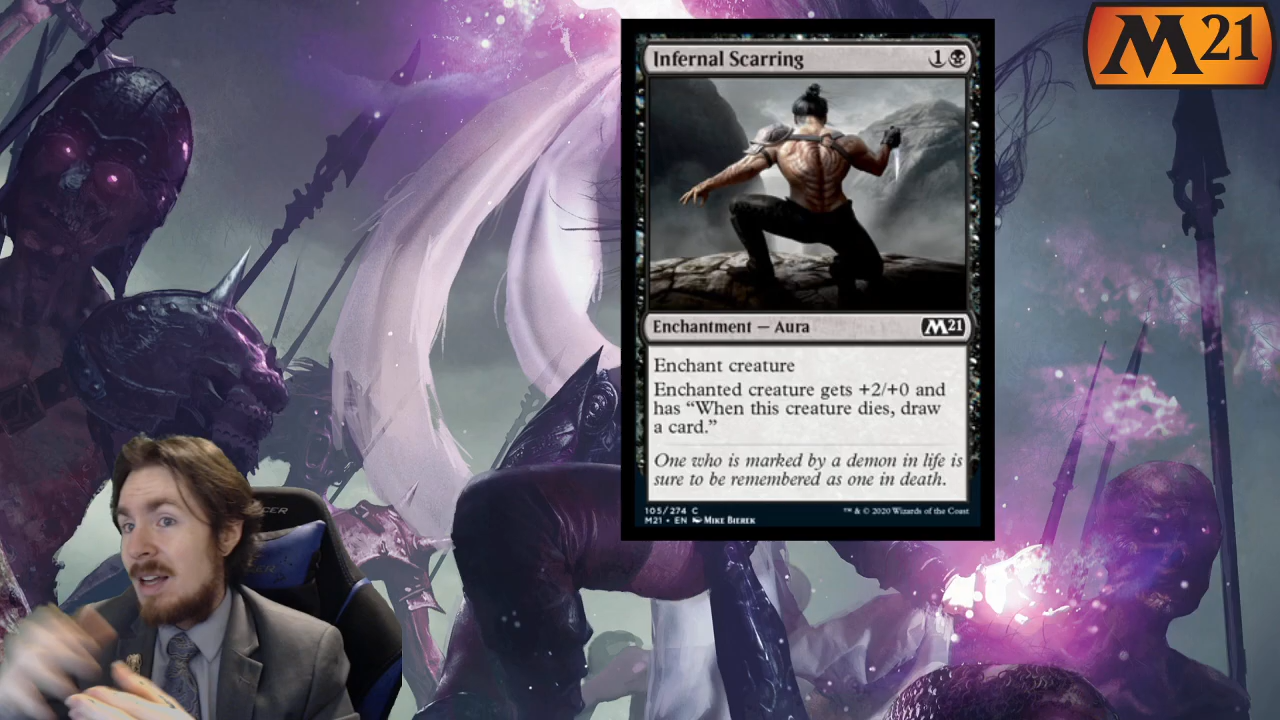 M21
Infernal Scarring 1
Enchantment — Aura M21
Enchant creature
Enchanted creature gets +2/+0 and
has “When this creature dies, draw
a card.”
One who is marked by a demon in life is
sure to be remembered as one in death.
105/274 C
M21 • EN Mike Bierek
™ & © 2020 Wizards of the Coast